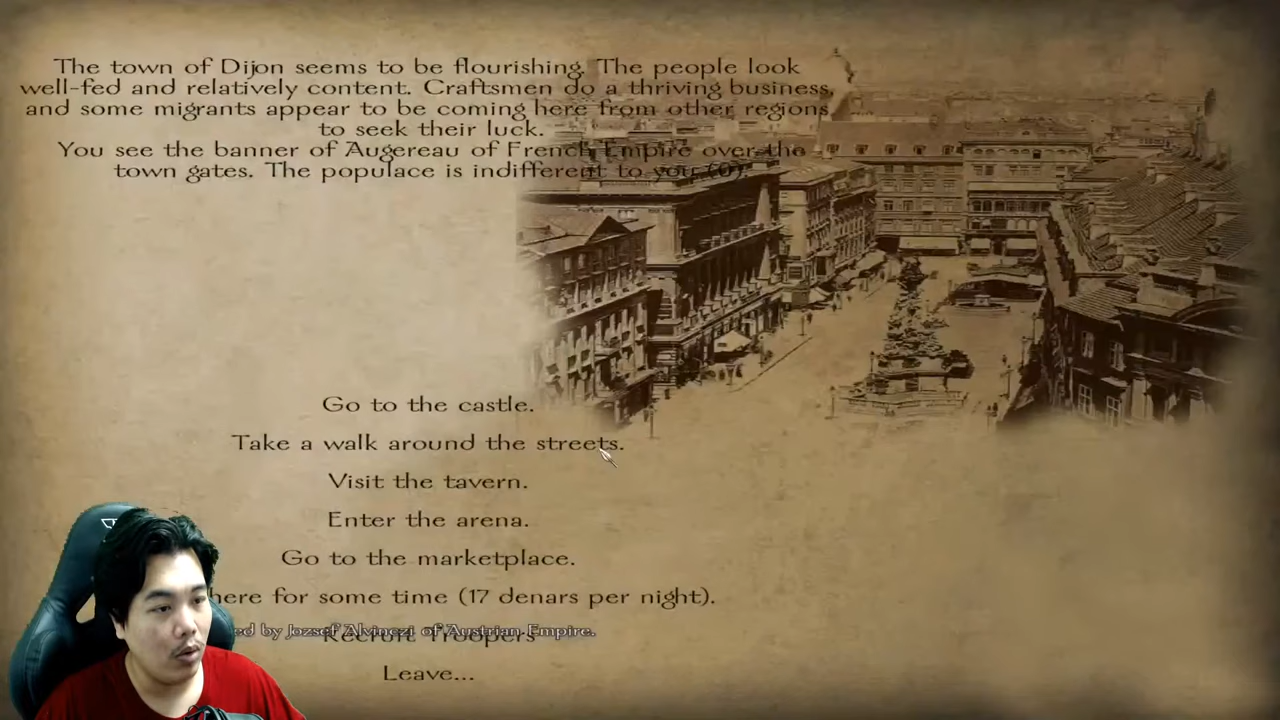 The town of Dijon seems to be flourishing. The people look
well-fed and relatively content. Craftsmen do a thriving business,
and some migrants appear to be coming here from other regions
to seek their luck.
You see the banner of Augereau of French Empire over the
town gates. The populace is indifferent to you (0).
Go to the castle.
Take a walk around the streets.
Visit the tavern.
Enter the arena.
Go to the marketplace.
here for some time (17 denars per night).
ed by Jozsef Alvinczi of Austrian Empire.
Recruit Troopers
Leave...